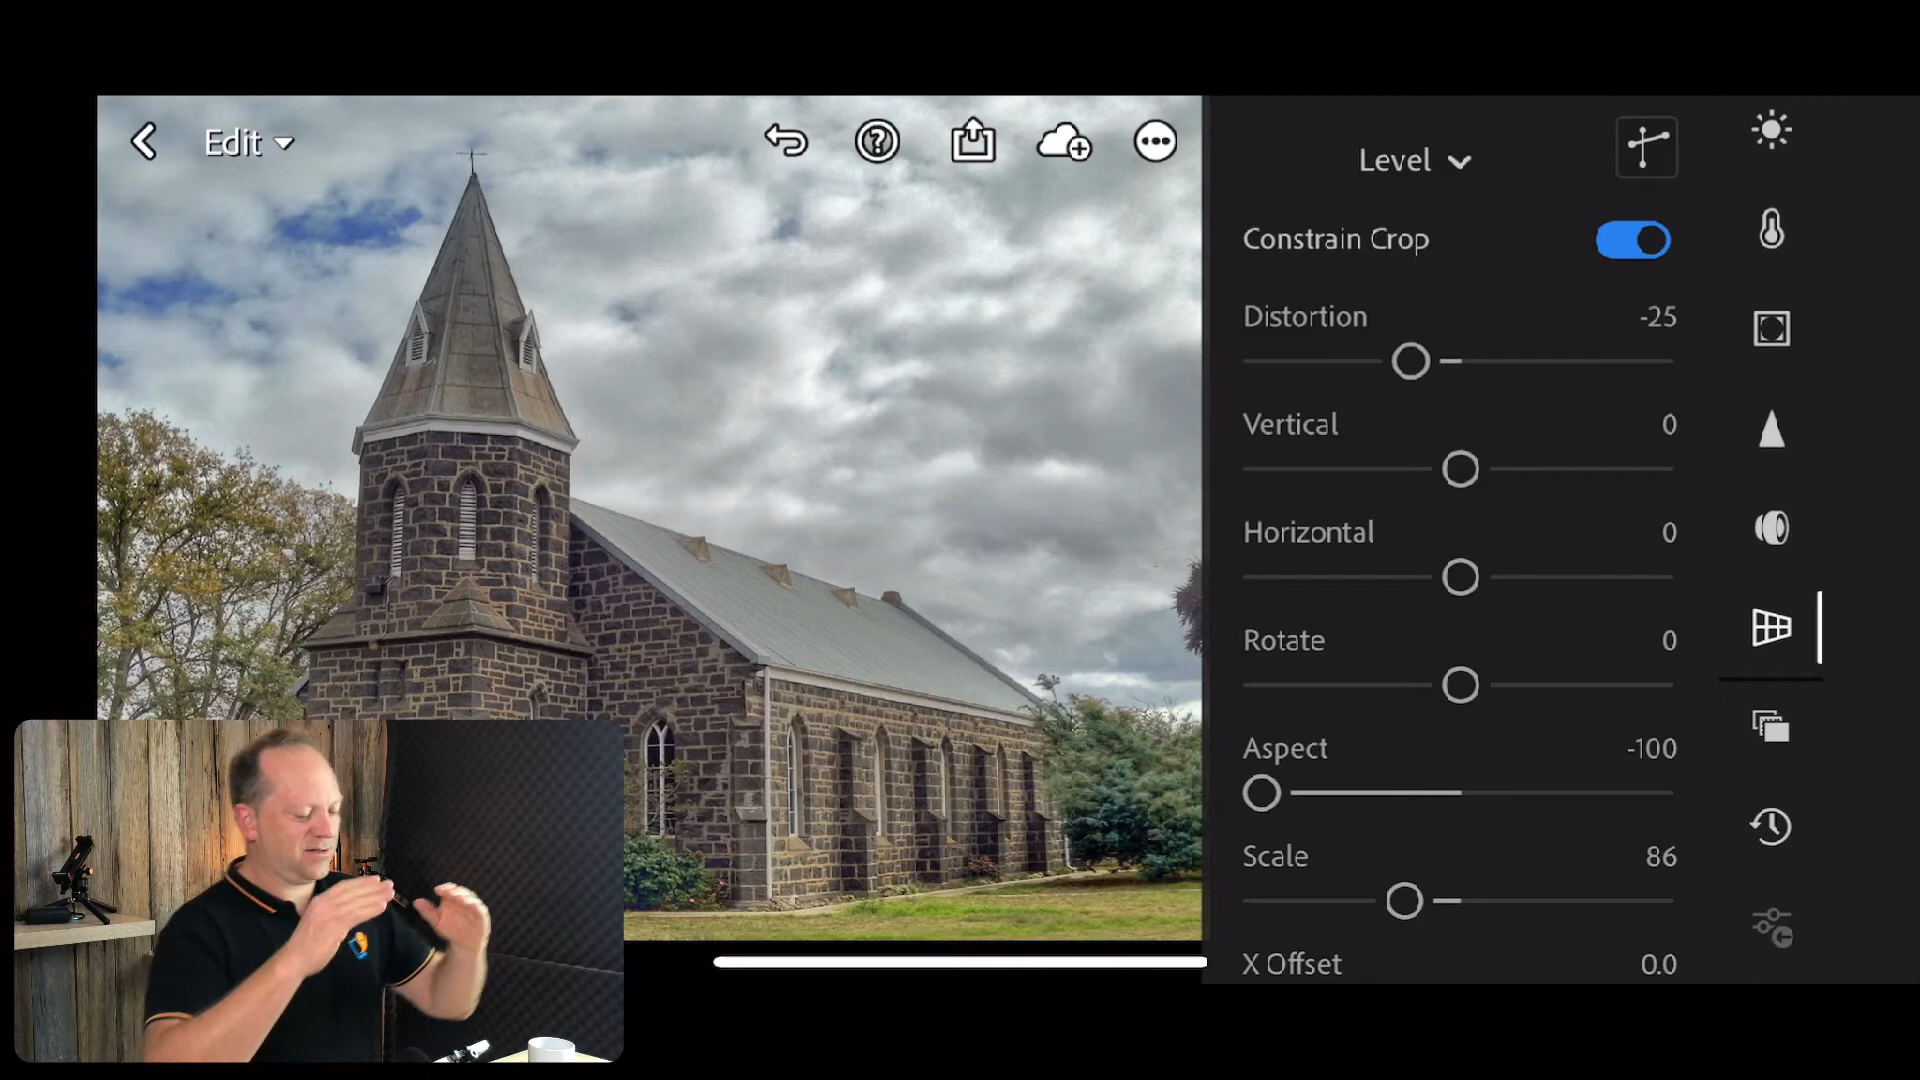 Edit
Level
Constrain Crop
Distortion -25
Vertical 0
Horizontal 0
Rotate 0
Aspect -100
Scale 86
X Offset 0.0